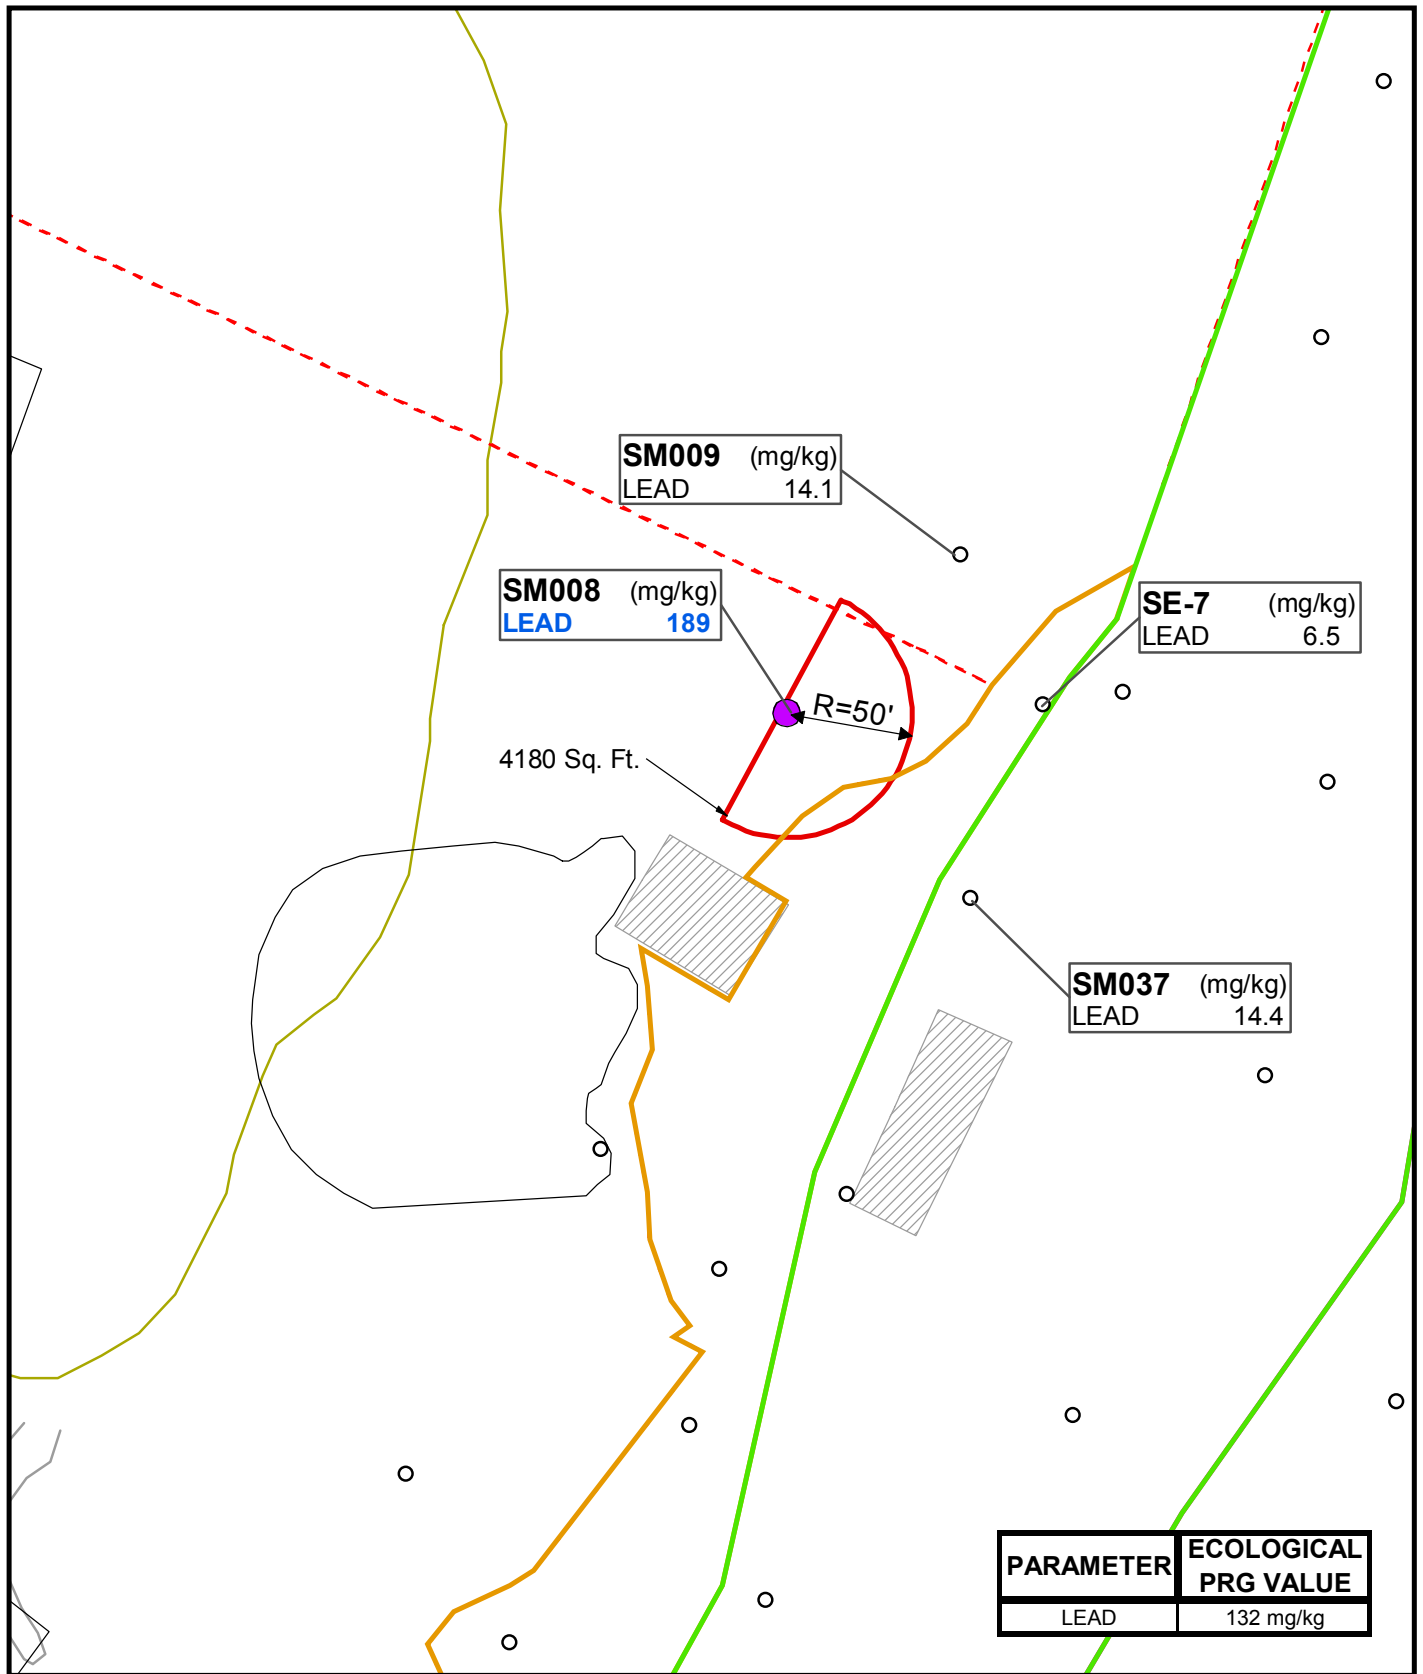 SM009 (mg/kg)
LEAD 14.1
SM008 (mg/kg)
LEAD 189
SE-7 (mg/kg)
LEAD 6.5
R=50'
4180 Sq. Ft.
SM037 (mg/kg)
LEAD 14.4
PARAMETER
ECOLOGICAL
PRG VALUE
LEAD 132 mg/kg